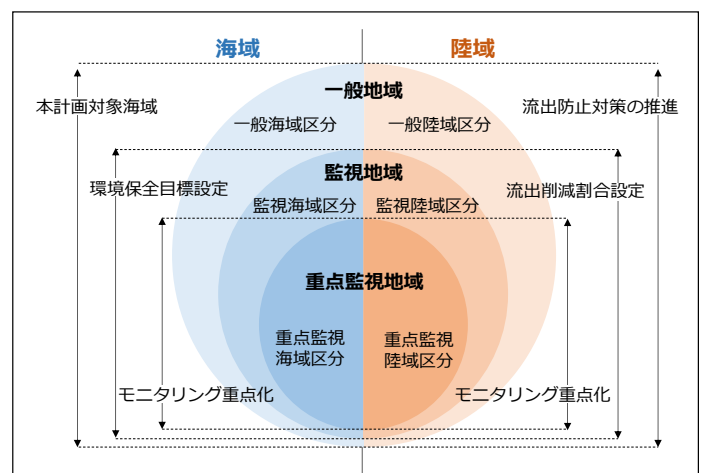 海域
陸域
一般地域
本計画対象海域
流出防止対策の推進
一般海域区分
一般陸域区分
監視地域
環境保全目標設定
流出削減割合設定
監視海域区分
監視陸域区分
重点監視地域
重点監視
海域区分
重点監視
陸域区分
モニタリング重点化
モニタリング重点化